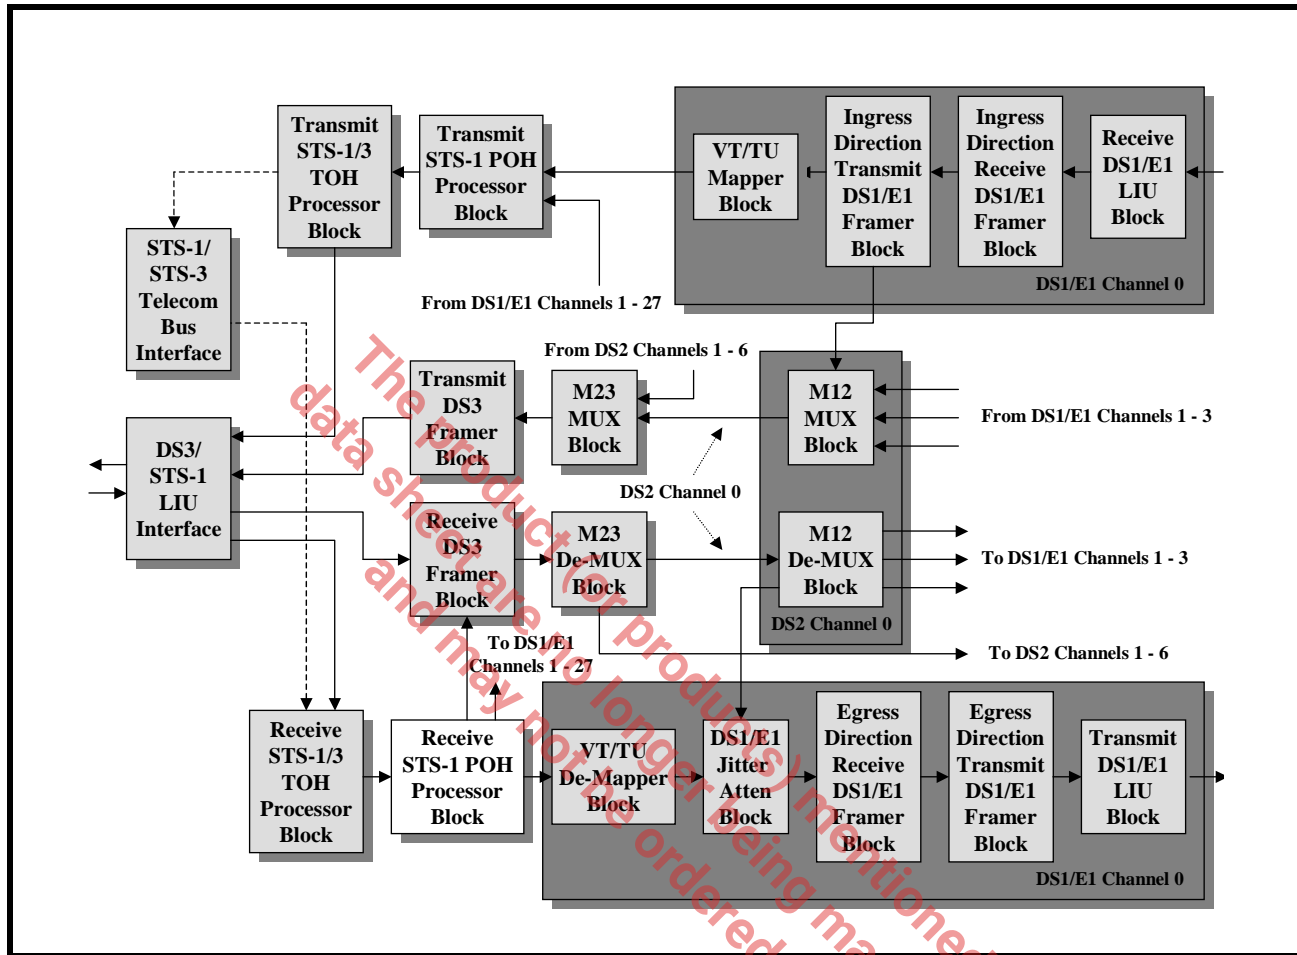 Transmit
STS-1/3
TOH
Processor
Block
Transmit
STS-1 POH
Processor
Block
VT/TU
Mapper
Block
Ingress
Direction
Transmit
DS1/E1
Framer
Block
Ingress
Direction
Receive
DS1/E1
Framer
Block
Receive
DS1/E1
LIU
Block
DS1/E1 Channel 0
STS-1/
STS-3
Telecom
Bus
Interface
From DS1/E1 Channels 1 - 27
From DS2 Channels 1 - 6
Transmit
DS3
Framer
Block
M23
MUX
Block
M12
MUX
Block
From DS1/E1 Channels 1 - 3
DS3/
STS-1
LIU
Interface
DS2 Channel 0
Receive
DS3
Framer
Block
M23
De-MUX
Block
M12
De-MUX
Block
To DS1/E1 Channels 1 - 3
DS2 Channel 0
To DS1/E1
Channels 1 - 27
To DS2 Channels 1 - 6
Receive
STS-1/3
TOH
Processor
Block
Receive
STS-1 POH
Processor
Block
VT/TU
De-Mapper
Block
DS1/E1
Jitter
Atten
Block
Egress
Direction
Receive
DS1/E1
Framer
Block
Egress
Direction
Transmit
DS1/E1
Framer
Block
Transmit
DS1/E1
LIU
Block
DS1/E1 Channel 0
The product (or products) mentioned
data sheet are no longer being ma
and may not be ordered